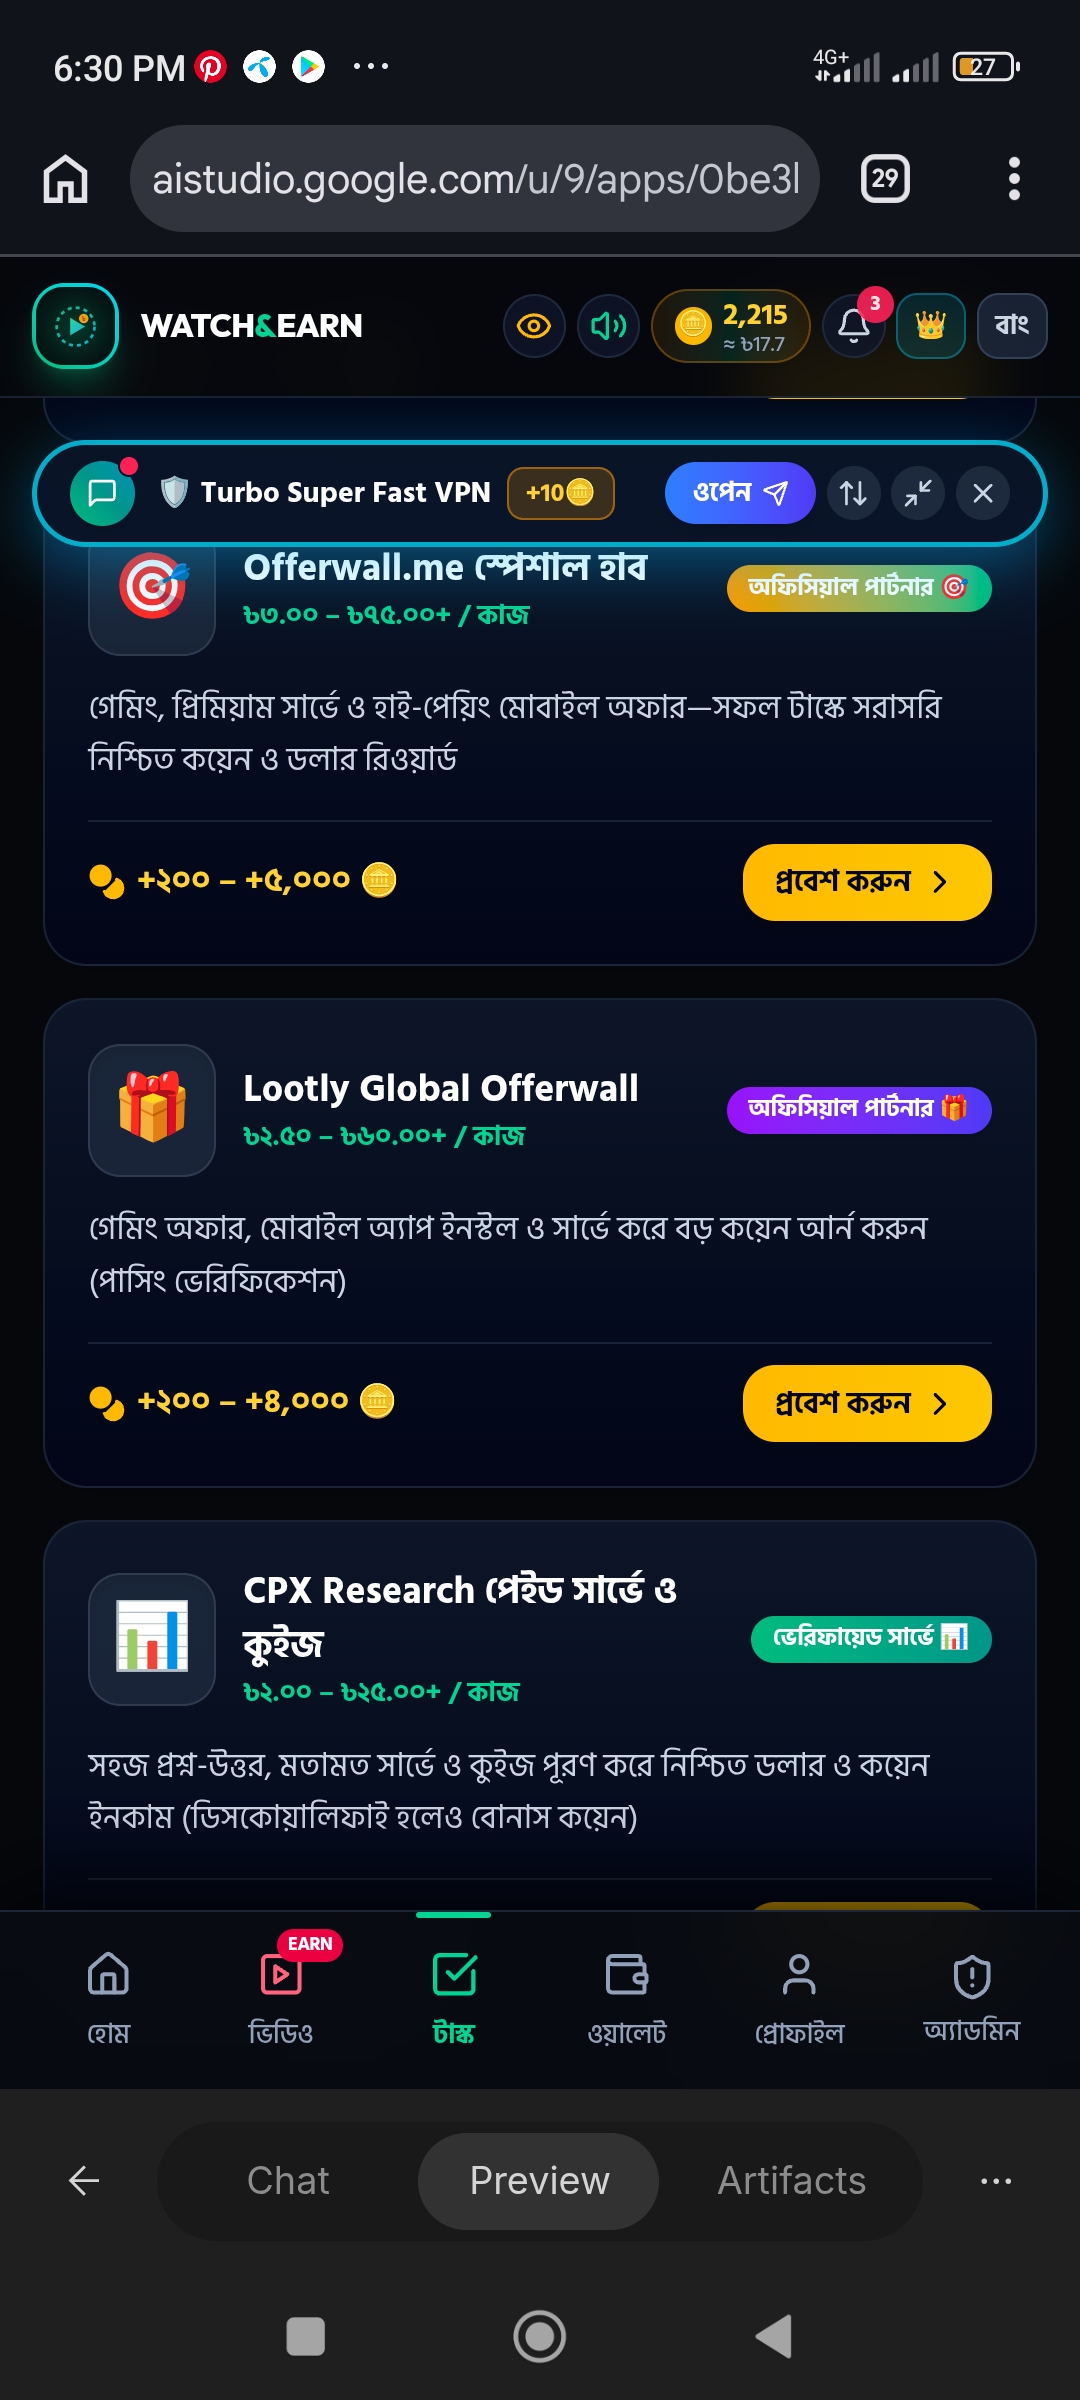 6:30 PM
4G+
27
aistudio.google.com/u/9/apps/0be3l
29
WATCH&EARN
2,215
≈ ৳17.7
3
বাং
Turbo Super Fast VPN
+10
ওপেন
Offerwall.me স্পেশাল হাব
৳৩.০০ – ৳৭৫.০০+ / কাজ
অফিসিয়াল পার্টনার
গেমিং, প্রিমিয়াম সার্ভে ও হাই-পেয়িং মোবাইল অফার—সফল টাস্কে সরাসরি
নিশ্চিত কয়েন ও ডলার রিওয়ার্ড
+২০০ – +৫,০০০
প্রবেশ করুন
Lootly Global Offerwall
৳২.৫০ – ৳৬০.০০+ / কাজ
অফিসিয়াল পার্টনার
গেমিং অফার, মোবাইল অ্যাপ ইনস্টল ও সার্ভে করে বড় কয়েন আর্ন করুন
(পাসিং ভেরিফিকেশন)
+২০০ – +8,০০০
প্রবেশ করুন
CPX Research পেইড সার্ভে ও
কুইজ
৳২.০০ – ৳২৫.০০+ / কাজ
ভেরিফায়েড সার্ভে
সহজ প্রশ্ন-উত্তর, মতামত সার্ভে ও কুইজ পূরণ করে নিশ্চিত ডলার ও কয়েন
ইনকাম (ডিসকোয়ালিফাই হলেও বোনাস কয়েন)
EARN
হোম
ভিডিও
টাস্ক
ওয়ালেট
প্রোফাইল
অ্যাডমিন
Chat
Preview
Artifacts